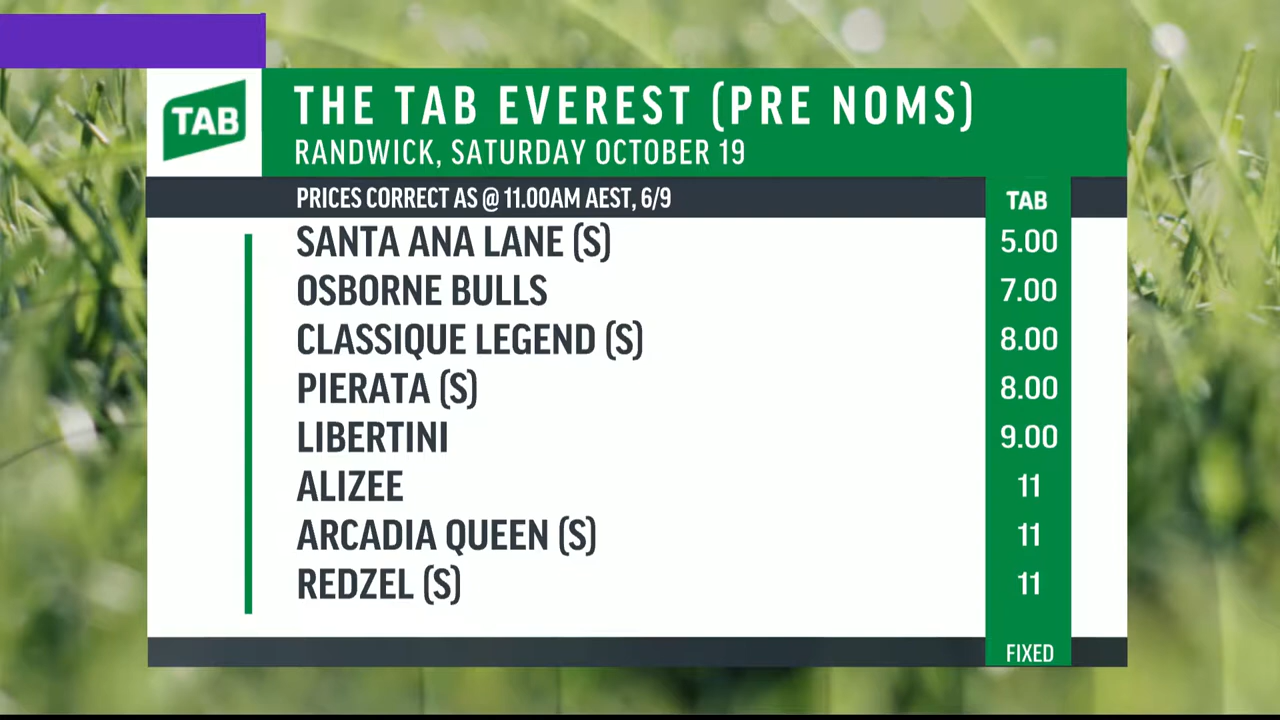 TAB
THE TAB EVEREST (PRE NOMS)
RANDWICK, SATURDAY OCTOBER 19
PRICES CORRECT AS @ 11.00AM AEST, 6/9 TAB
SANTA ANA LANE (S) 5.00
OSBORNE BULLS 7.00
CLASSIQUE LEGEND (S) 8.00
PIERATA (S) 8.00
LIBERTINI 9.00
ALIZEE 11
ARCADIA QUEEN (S) 11
REDZEL (S) 11
FIXED